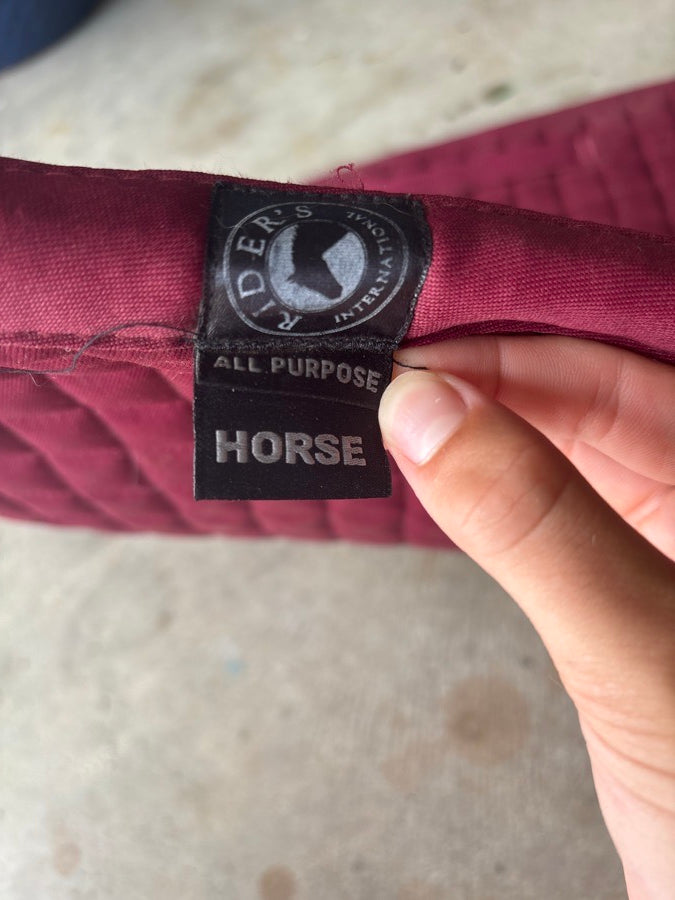 RIDER'S
INTERNATIONAL
ALL PURPOSE
HORSE